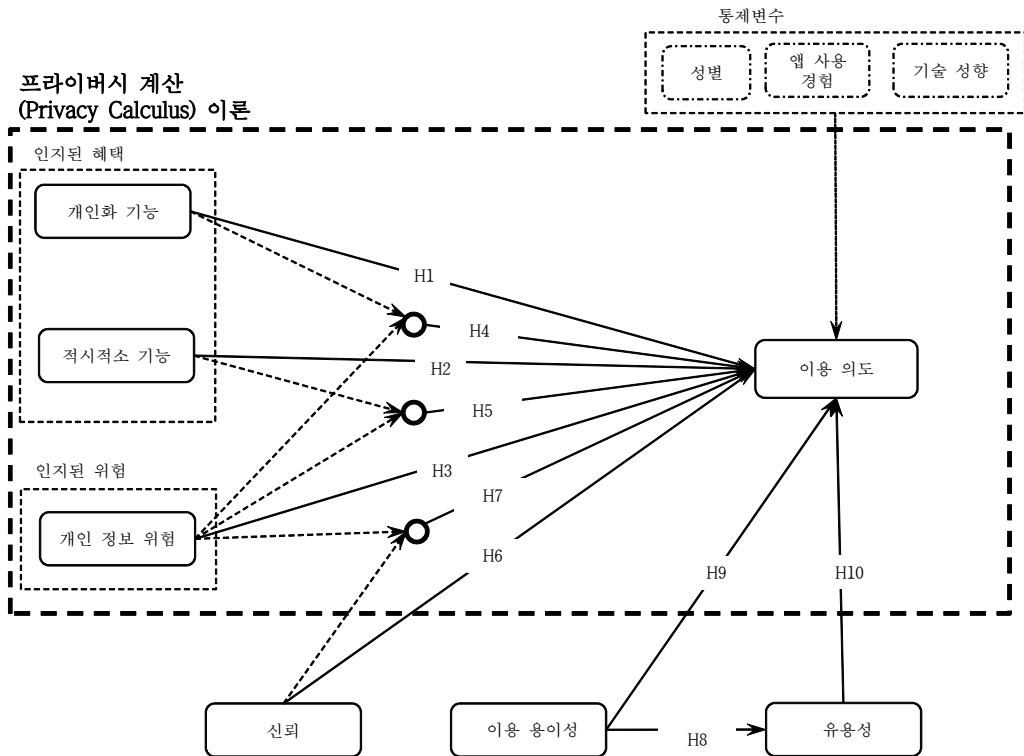 통제변수
성별
앱 사용
경험
기술 성향
프라이버시 계산
(Privacy Calculus) 이론
인지된 혜택
개인화 기능
H1
H4
적시적소 기능
H2
이용 의도
H5
인지된 위험
H3
H7
개인 정보 위험
H6
H9
H10
신뢰
이용 용이성
H8
유용성